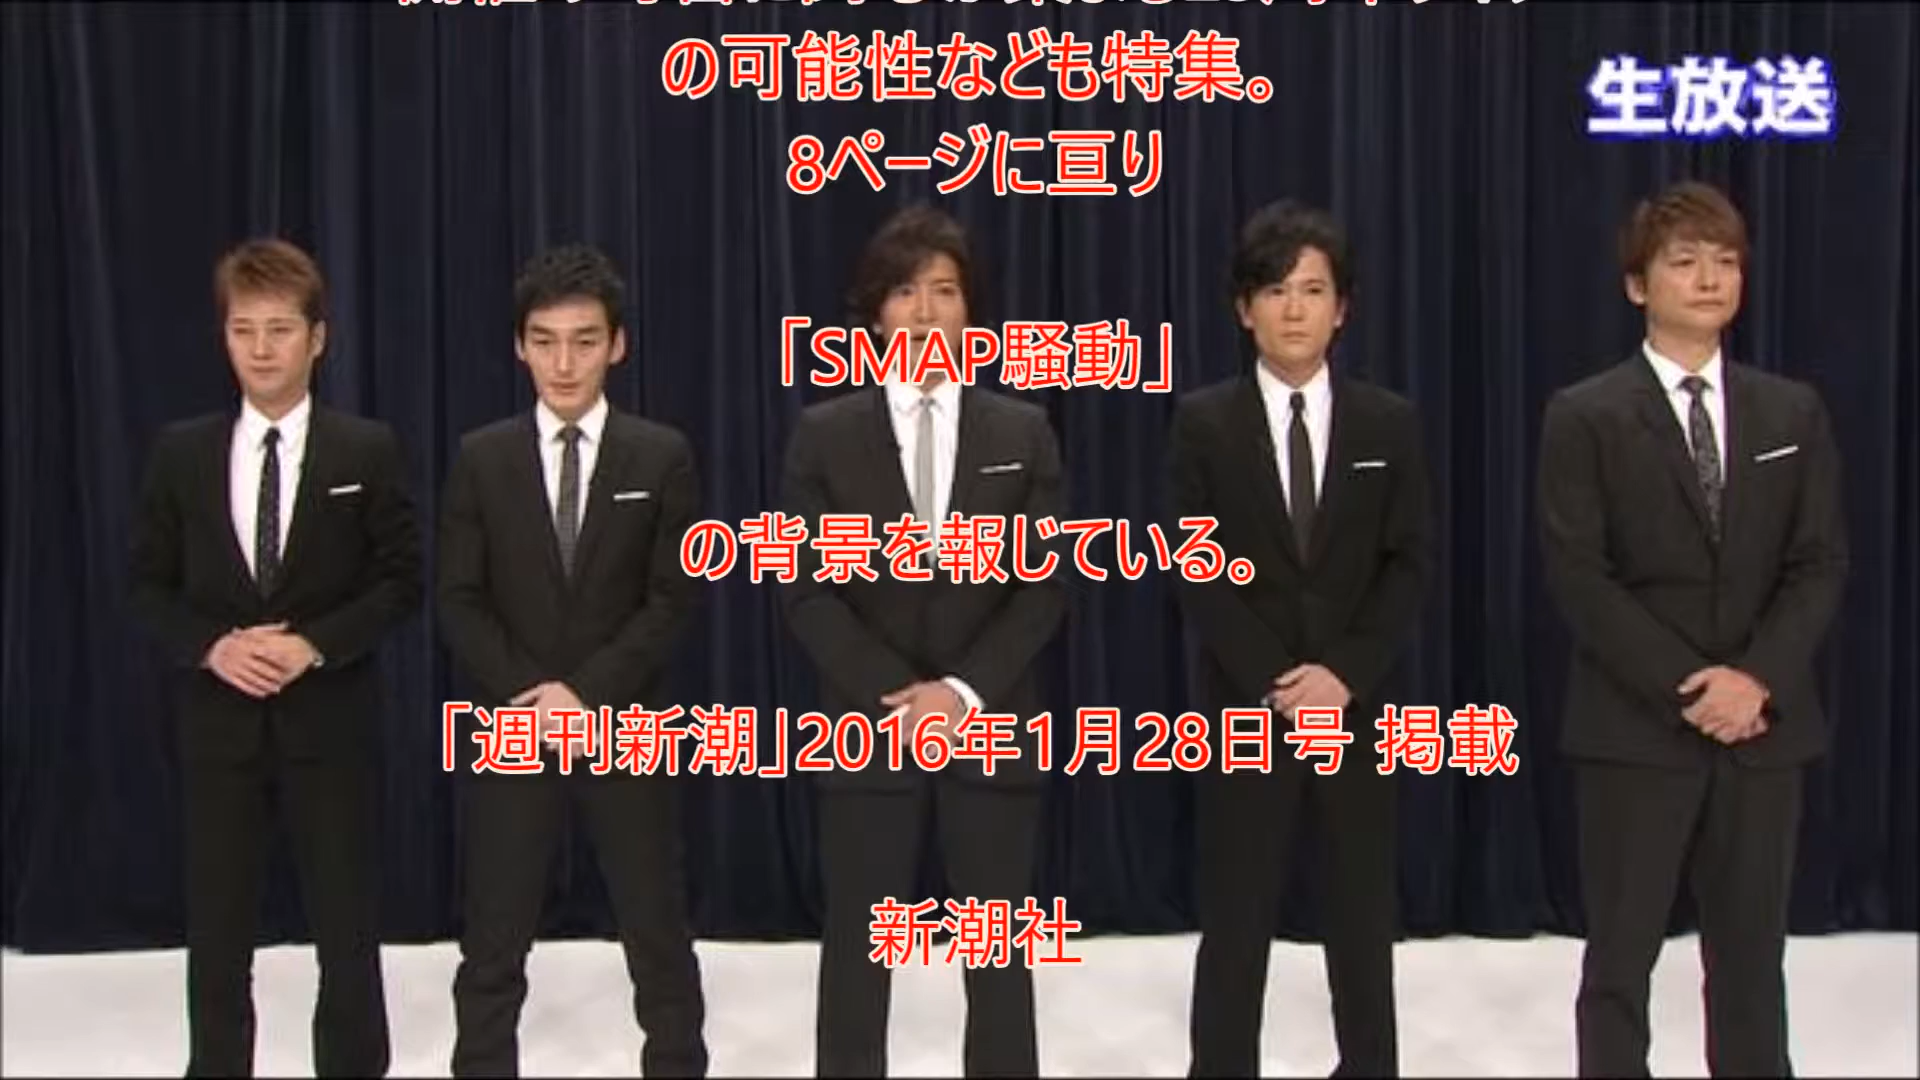 の可能性なども特集。
生放送
8ページに亘り
「SMAP騒動」
の背景を報じている。
「週刊新潮」2016年1月28日号 掲載
新潮社